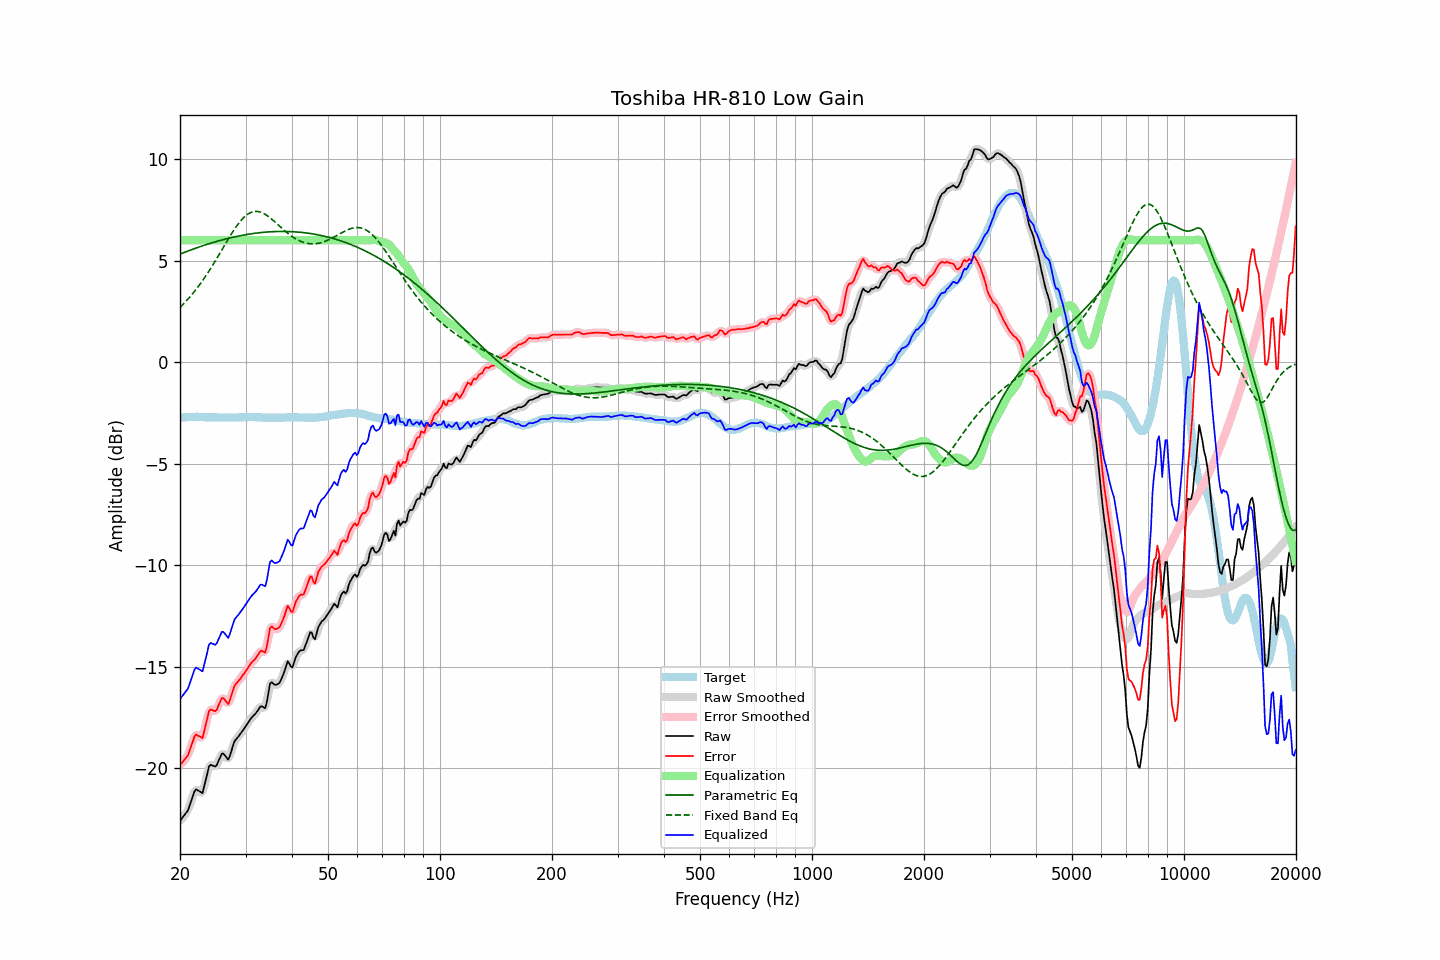 Toshiba HR-810 Low Gain
10
5
0
−5
−10
−15
−20
Amplitude (dBr)
Target
Raw Smoothed
Error Smoothed
Raw
Error
Equalization
Parametric Eq
Fixed Band Eq
Equalized
20 50 100 200 500 1000 2000 5000 10000 20000
Frequency (Hz)